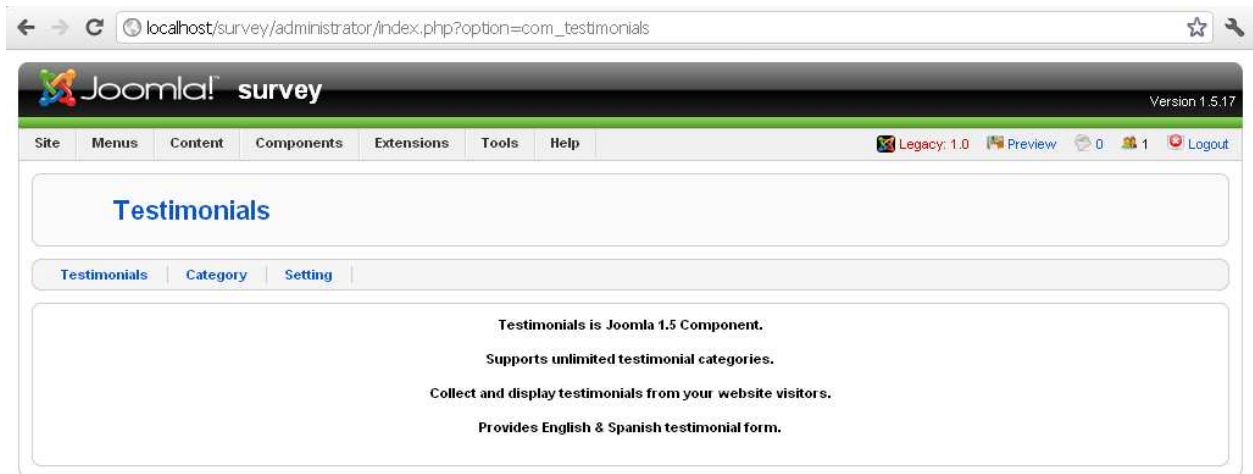 localhost/survey/administrator/index.php?option=com_testimonials
Joomla! survey
Version 1.5.17
Site Menus Content Components Extensions Tools Help Legacy: 1.0 Preview 0 1 Logout
Testimonials
Testimonials Category Setting
Testimonials is Joomla 1.5 Component.
Supports unlimited testimonial categories.
Collect and display testimonials from your website visitors.
Provides English & Spanish testimonial form.